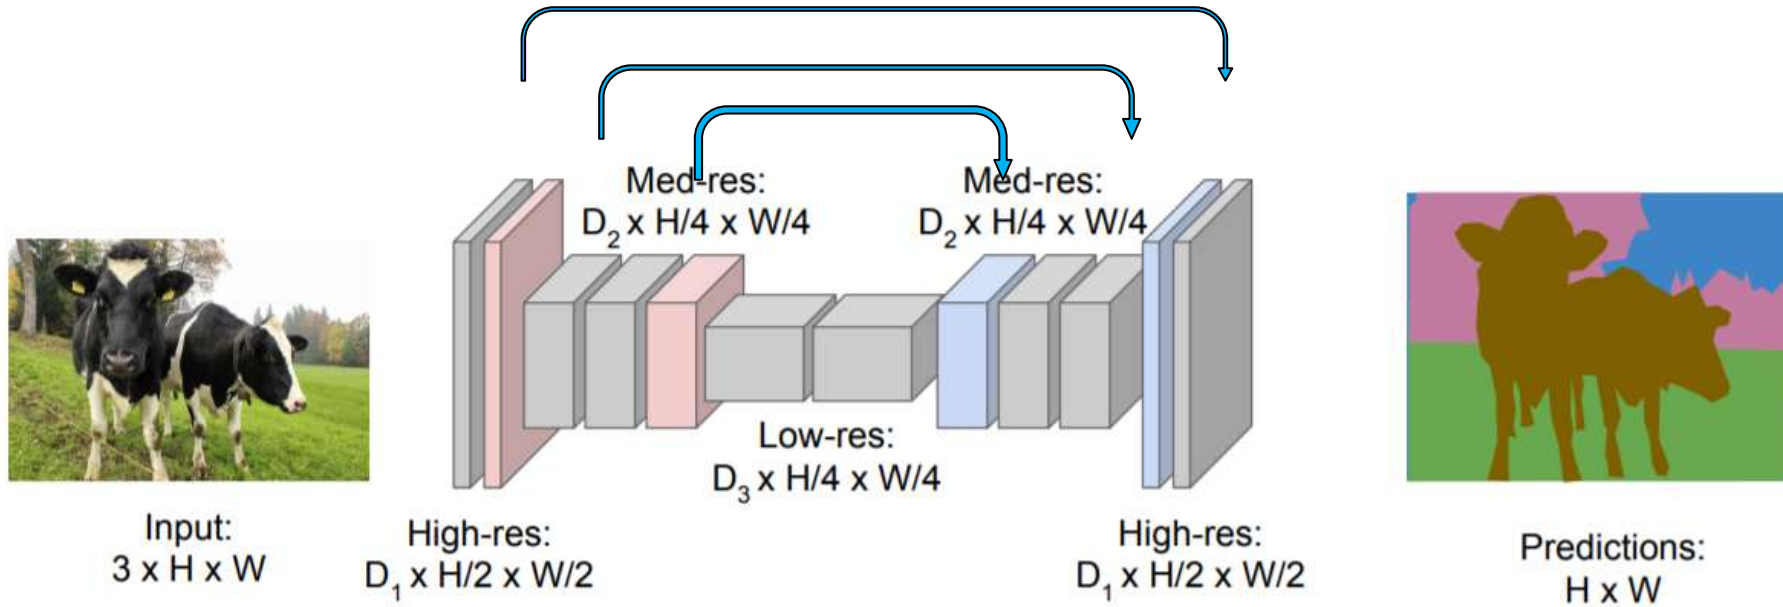 Med-res:
D₂ x H/4 x W/4
Med-res:
D₂ x H/4 x W/4
Low-res:
D₃ x H/4 x W/4
Input:
3 x H x W
High-res:
D₁ x H/2 x W/2
High-res:
D₁ x H/2 x W/2
Predictions:
H x W